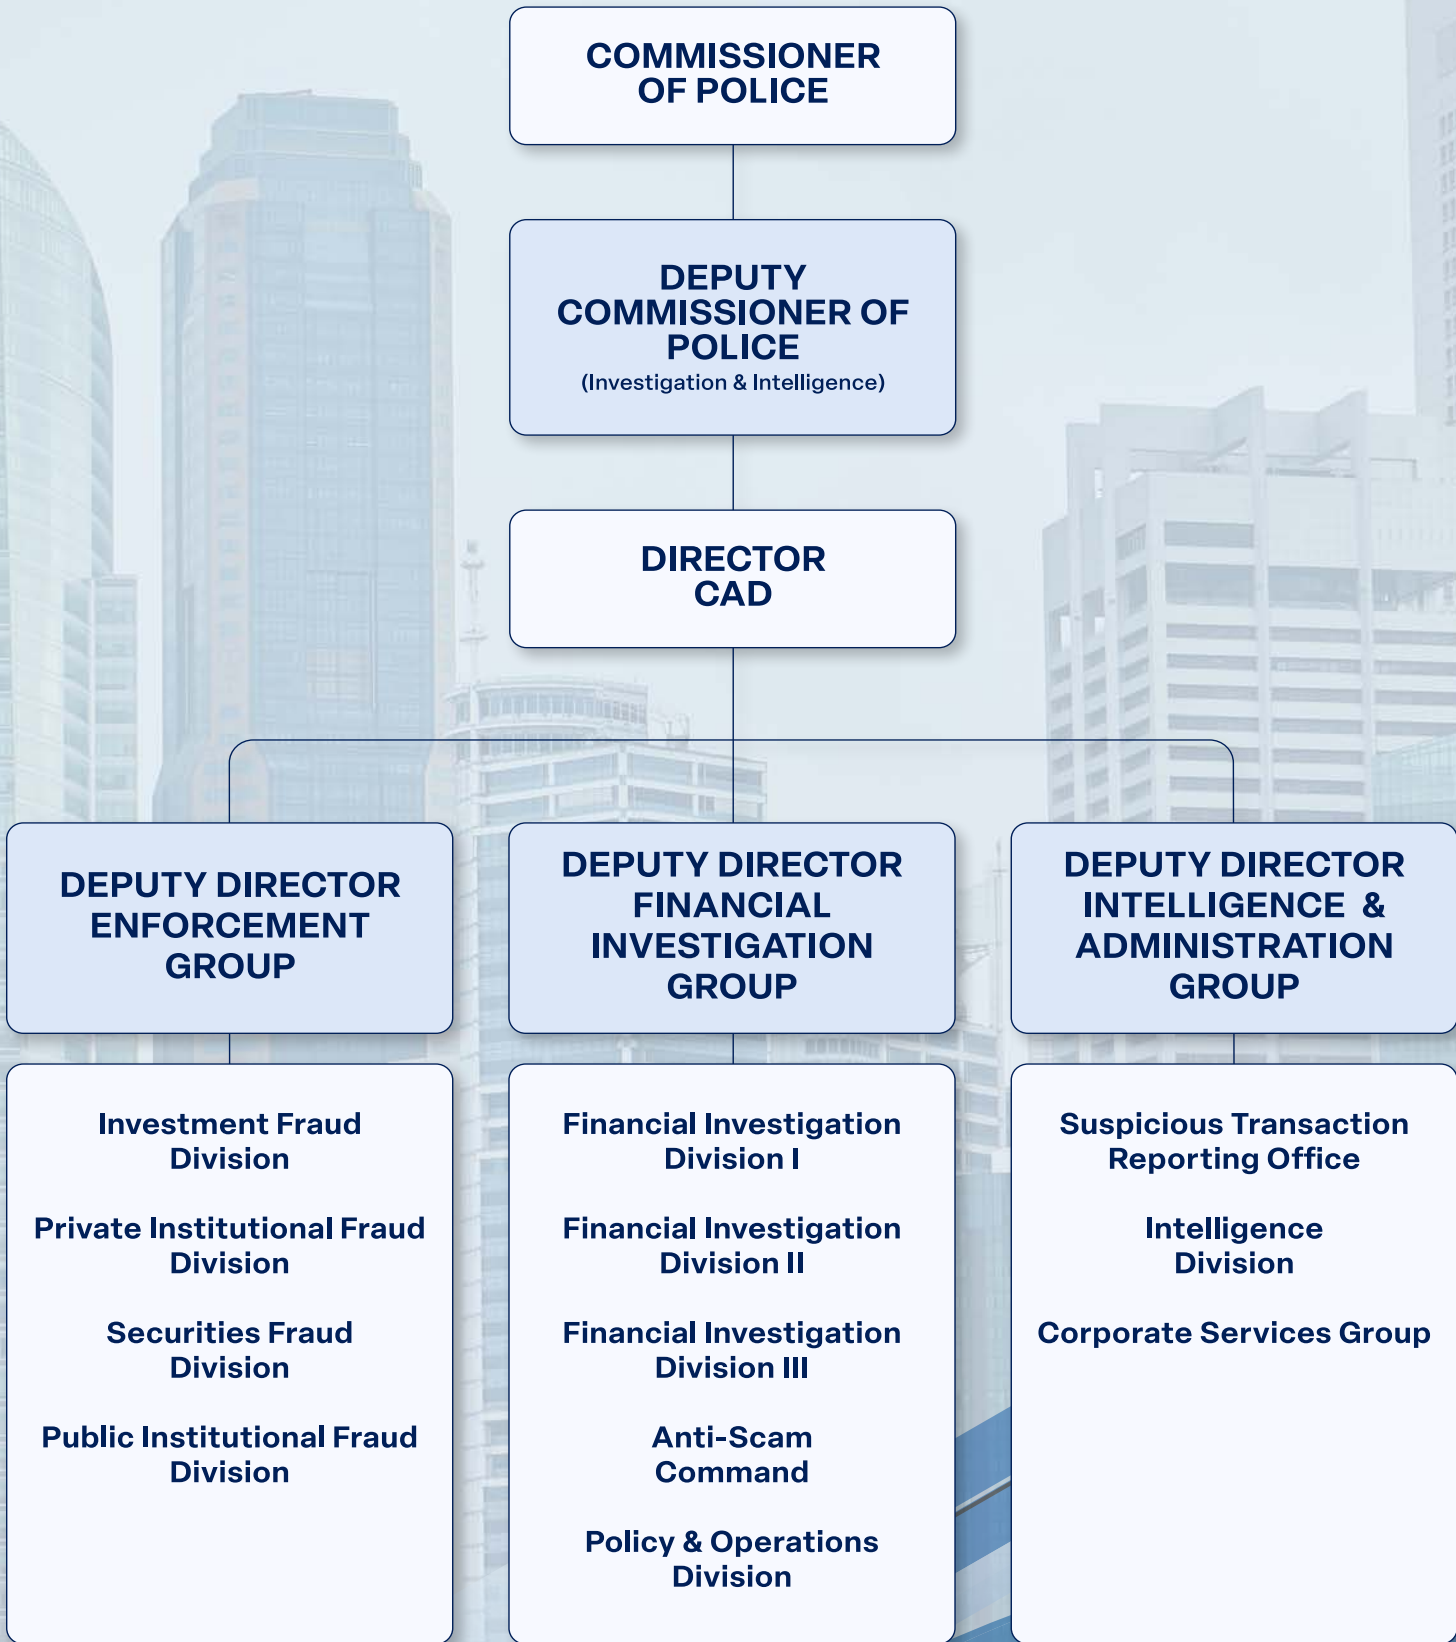 COMMISSIONER
OF POLICE
DEPUTY
COMMISSIONER OF
POLICE
(Investigation & Intelligence)
DIRECTOR
CAD
DEPUTY DIRECTOR
ENFORCEMENT
GROUP
Investment Fraud
Division
Private Institutional Fraud
Division
Securities Fraud
Division
Public Institutional Fraud
Division
DEPUTY DIRECTOR
FINANCIAL
INVESTIGATION
GROUP
Financial Investigation
Division I
Financial Investigation
Division II
Financial Investigation
Division III
Anti-Scam
Command
Policy & Operations
Division
DEPUTY DIRECTOR
INTELLIGENCE &
ADMINISTRATION
GROUP
Suspicious Transaction
Reporting Office
Intelligence
Division
Corporate Services Group